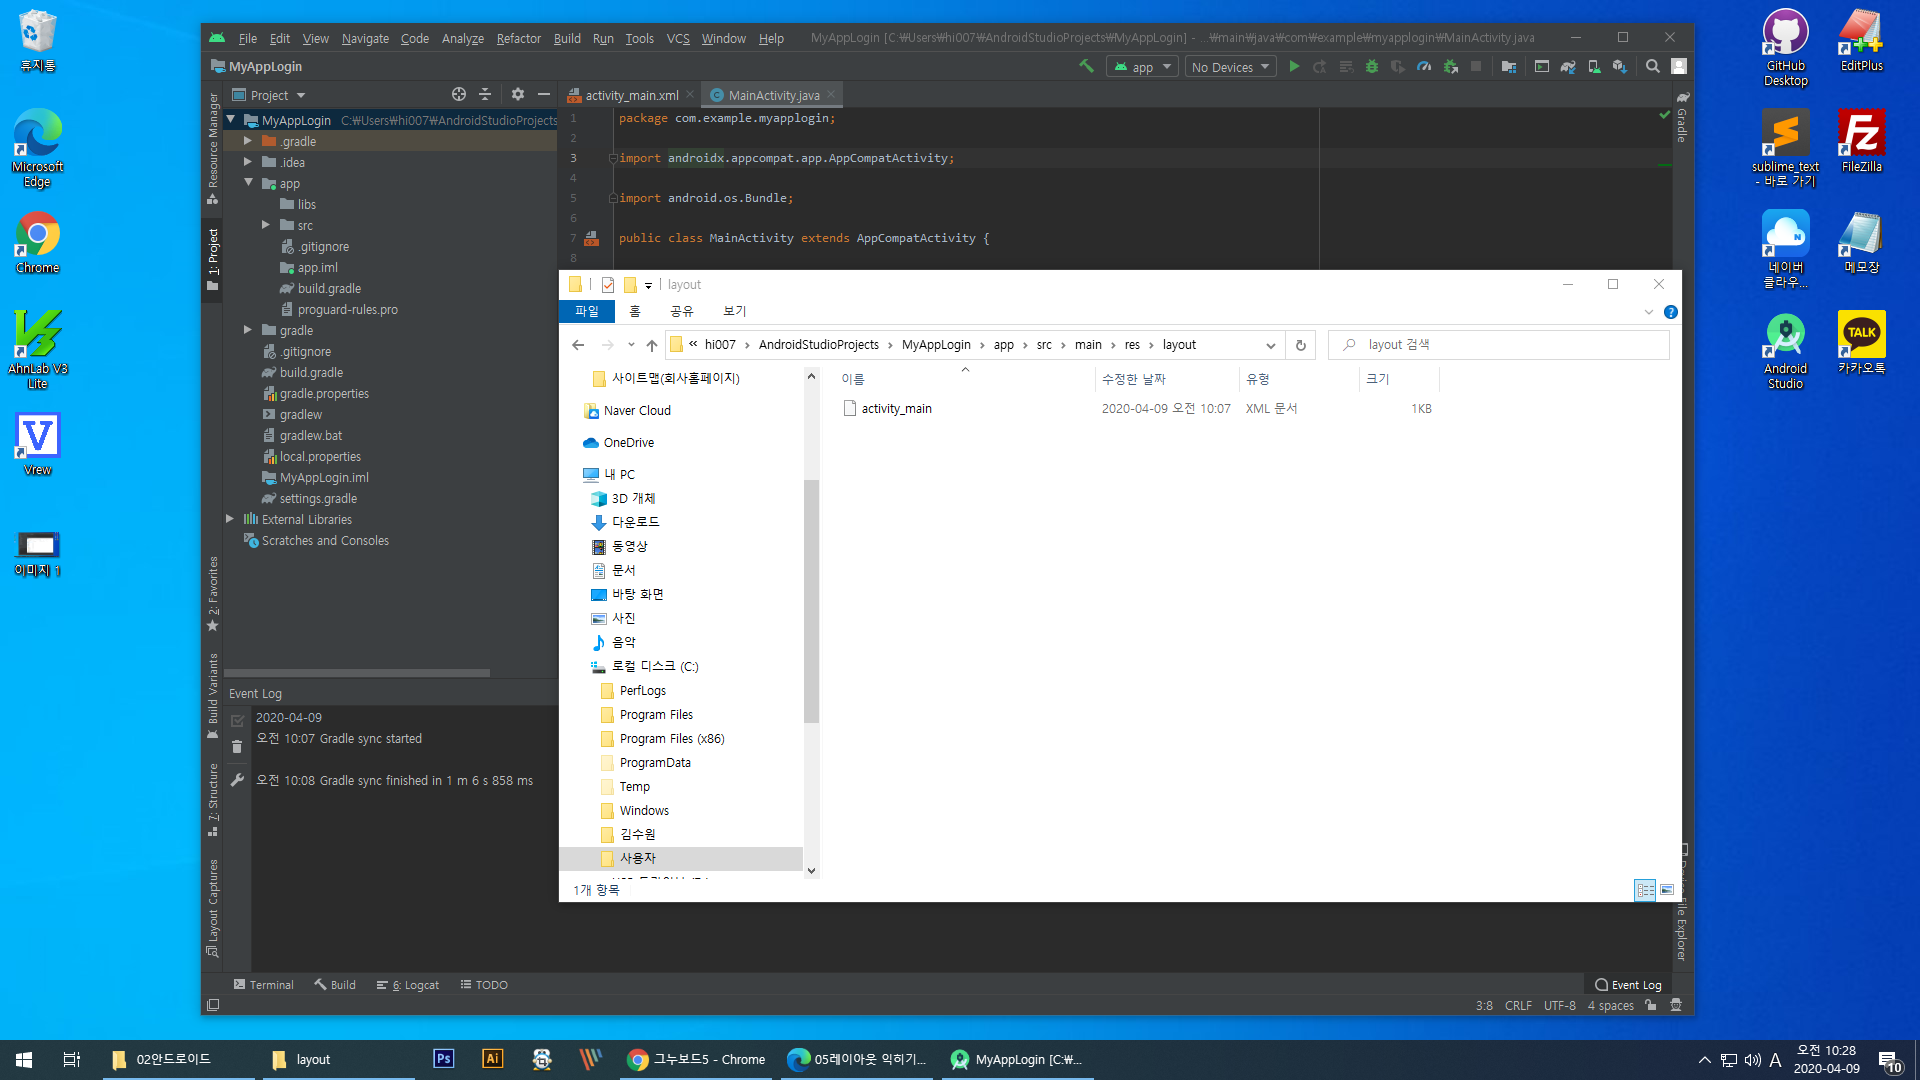 휴지통
Microsoft
Edge
Chrome
AhnLab V3
Lite
Vrew
이미지 1
File Edit View Navigate Code Analyze Refactor Build Run Tools VCS Window Help
MyAppLogin [C:₩Users₩hi007₩AndroidStudioProjects₩MyAppLogin] - ...₩main₩java₩com₩example₩myapplogin₩MainActivity.java
MyAppLogin
app
No Devices
Resource Manager
1: Project
2: Favorites
Build Variants
7: Structure
Layout Captures
Project
MyAppLogin C:₩Users₩hi007₩AndroidStudioProjects
.gradle
.idea
app
libs
src
.gitignore
app.iml
build.gradle
proguard-rules.pro
gradle
.gitignore
build.gradle
gradle.properties
gradlew
gradlew.bat
local.properties
MyAppLogin.iml
settings.gradle
External Libraries
Scratches and Consoles
activity_main.xml
MainActivity.java
1 package com.example.myapplogin;
2
3 import androidx.appcompat.app.AppCompatActivity;
4
5 import android.os.Bundle;
6
7 public class MainActivity extends AppCompatActivity {
8
Gradle
Event Log
2020-04-09
오전 10:07 Gradle sync started
오전 10:08 Gradle sync finished in 1 m 6 s 858 ms
layout
파일 홈 공유 보기
« hi007 › AndroidStudioProjects › MyAppLogin › app › src › main › res › layout
layout 검색
사이트맵(회사홈페이지)
Naver Cloud
OneDrive
내 PC
3D 개체
다운로드
동영상
문서
바탕 화면
사진
음악
로컬 디스크 (C:)
PerfLogs
Program Files
Program Files (x86)
ProgramData
Temp
Windows
김수원
사용자
이름 수정한 날짜 유형 크기
activity_main 2020-04-09 오전 10:07 XML 문서 1KB
1개 항목
File Explorer
Terminal Build 6: Logcat TODO
Event Log
3:8 CRLF UTF-8 4 spaces
GitHub
Desktop
EditPlus
sublime_text
- 바로 가기
FileZilla
네이버
클라우...
메모장
Android
Studio
TALK
카카오톡
02안드로이드
layout
Ps
Ai
그누보드5 - Chrome
05레이아웃 익히기...
MyAppLogin [C:₩...
A
오전 10:28
2020-04-09
10